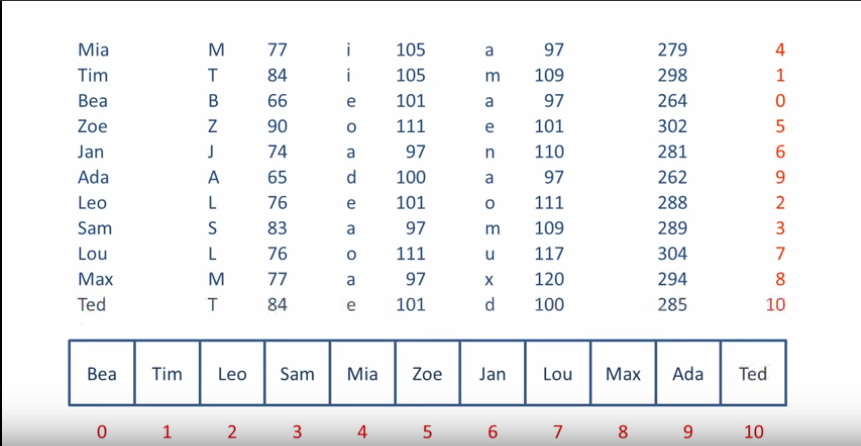 Mia M 77 i 105 a 97 279 4
Tim T 84 i 105 m 109 298 1
Bea B 66 e 101 a 97 264 0
Zoe Z 90 o 111 e 101 302 5
Jan J 74 a 97 n 110 281 6
Ada A 65 d 100 a 97 262 9
Leo L 76 e 101 o 111 288 2
Sam S 83 a 97 m 109 289 3
Lou L 76 o 111 u 117 304 7
Max M 77 a 97 x 120 294 8
Ted T 84 e 101 d 100 285 10
Bea Tim Leo Sam Mia Zoe Jan Lou Max Ada Ted
0 1 2 3 4 5 6 7 8 9 10